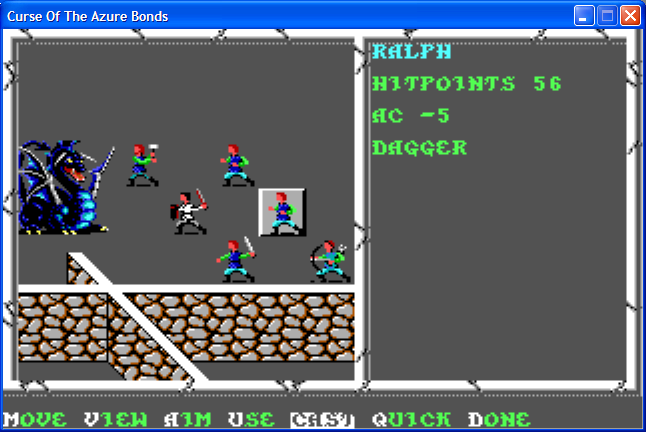 Curse Of The Azure Bonds
RALPH
HITPOINTS 56
AC -5
DAGGER
MOVE VIEW AIM USE CAST QUICK DONE